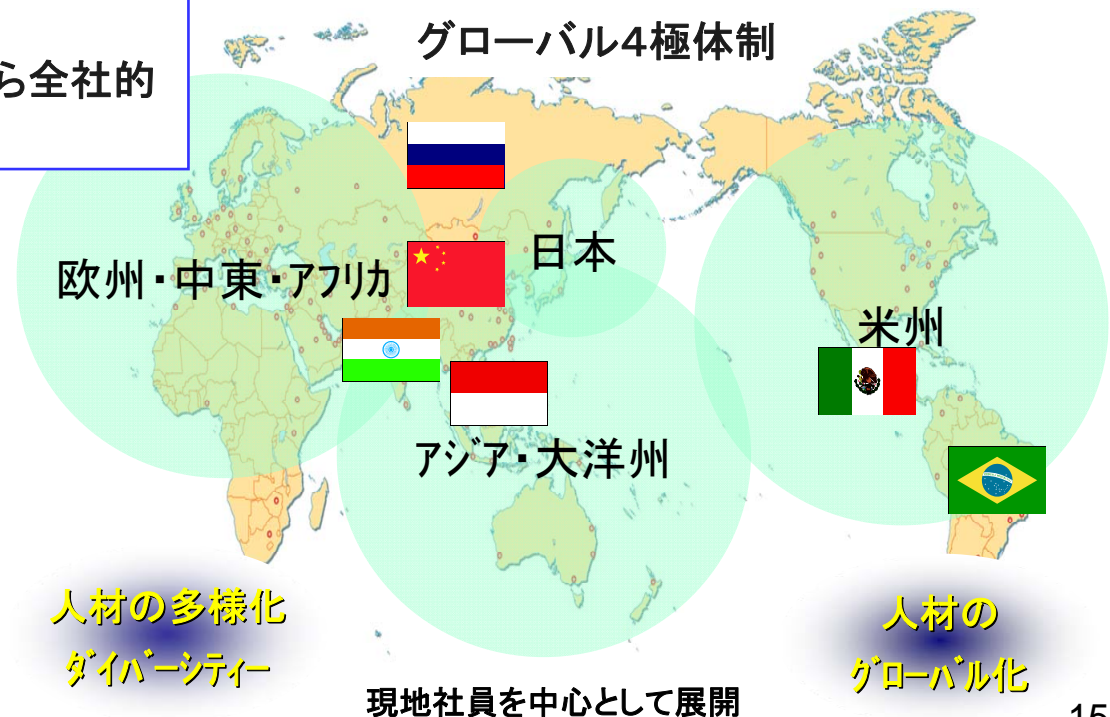 ら全社的
グローバル4極体制
日本
欧州・中東・アフリカ
米州
アジア・大洋州
人材の多様化
ダイバーシティー
人材の
グローバル化
現地社員を中心として展開
15